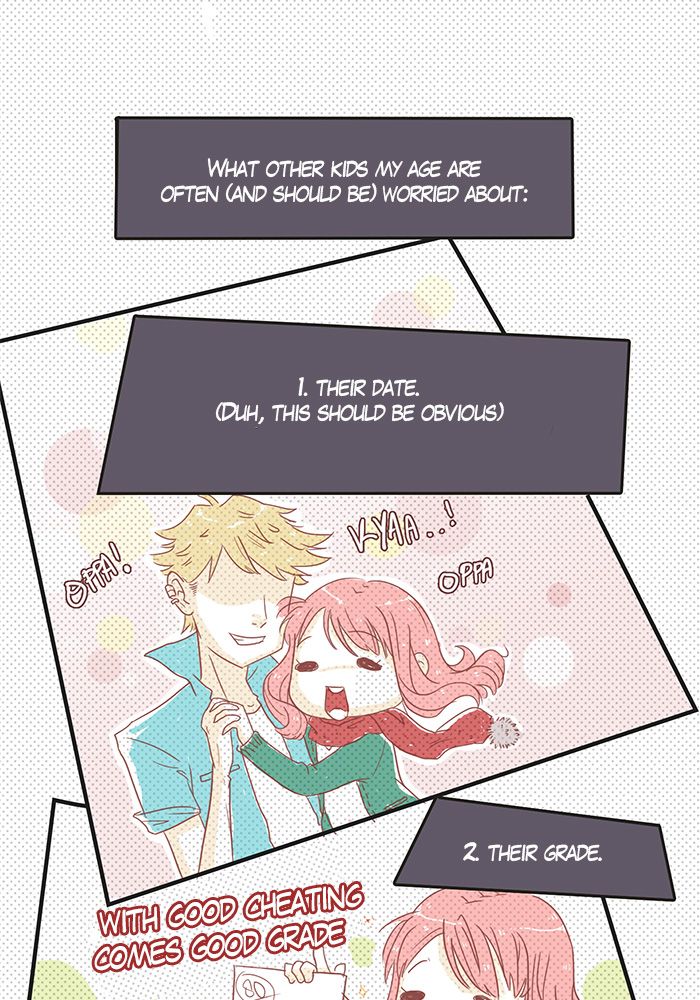 WHAT OTHER KIDS MY AGE ARE
OFTEN (AND SHOULD BE) WORRIED ABOUT:
1. THEIR DATE.
(DUH, THIS SHOULD BE OBVIOUS)
OPPA!
KYAA..!
OPPA
2. THEIR GRADE.
WITH GOOD CHEATING
COMES GOOD GRADE
80